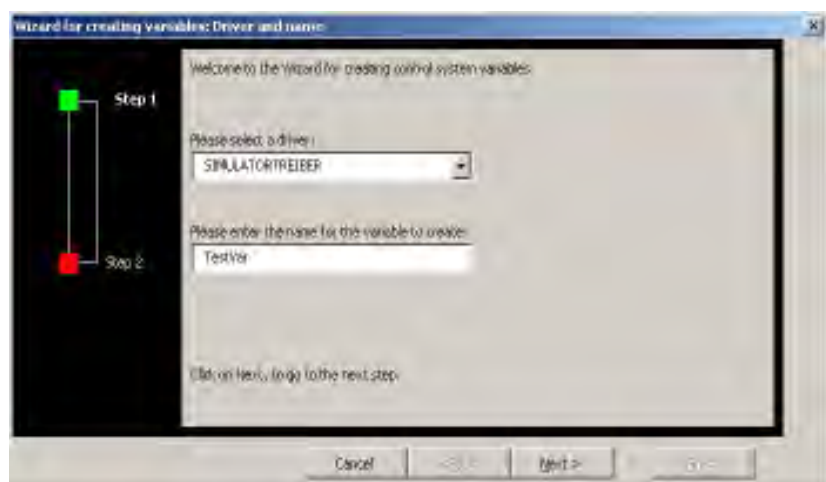 Wizard for creating variables: Driver and name
Welcome to the Wizard for creating control system variables
Step 1
Please select a driver:
SIMULATORTREIBER
Please enter the name for the variable to create:
Step 2
TestVar
Click on Next, to go to the next step.
Cancel
Next >